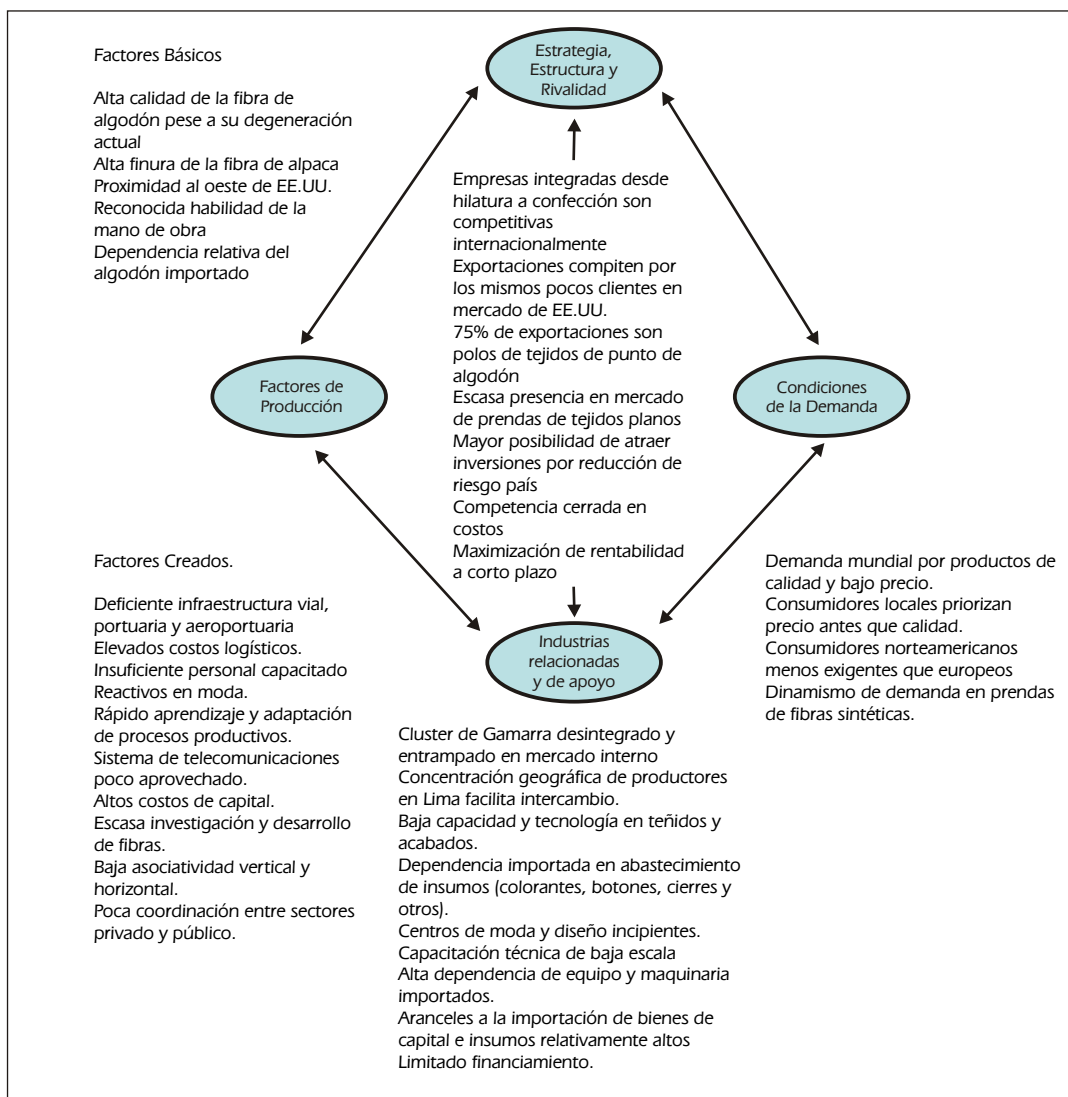 Factores Básicos
Alta calidad de la fibra de
algodón pese a su degeneración
actual
Alta finura de la fibra de alpaca
Proximidad al oeste de EE.UU.
Reconocida habilidad de la
mano de obra
Dependencia relativa del
algodón importado
Estrategia,
Estructura y
Rivalidad
Empresas integradas desde
hilatura a confección son
competitivas
internacionalmente
Exportaciones compiten por
los mismos pocos clientes en
mercado de EE.UU.
75% de exportaciones son
polos de tejidos de punto de
algodón
Escasa presencia en mercado
de prendas de tejidos planos
Mayor posibilidad de atraer
inversiones por reducción de
riesgo país
Competencia cerrada en
costos
Maximización de rentabilidad
a corto plazo
Factores de
Producción
Condiciones
de la Demanda
Factores Creados.
Deficiente infraestructura vial,
portuaria y aeroportuaria
Elevados costos logísticos.
Insuficiente personal capacitado
Reactivos en moda.
Rápido aprendizaje y adaptación
de procesos productivos.
Sistema de telecomunicaciones
poco aprovechado.
Altos costos de capital.
Escasa investigación y desarrollo
de fibras.
Baja asociatividad vertical y
horizontal.
Poca coordinación entre sectores
privado y público.
Industrias
relacionadas
y de apoyo
Cluster de Gamarra desintegrado y
entrampado en mercado interno
Concentración geográfica de productores
en Lima facilita intercambio.
Baja capacidad y tecnología en teñidos y
acabados.
Dependencia importada en abastecimiento
de insumos (colorantes, botones, cierres y
otros).
Centros de moda y diseño incipientes.
Capacitación técnica de baja escala
Alta dependencia de equipo y maquinaria
importados.
Aranceles a la importación de bienes de
capital e insumos relativamente altos
Limitado financiamiento.
Demanda mundial por productos de
calidad y bajo precio.
Consumidores locales priorizan
precio antes que calidad.
Consumidores norteamericanos
menos exigentes que europeos
Dinamismo de demanda en prendas
de fibras sintéticas.